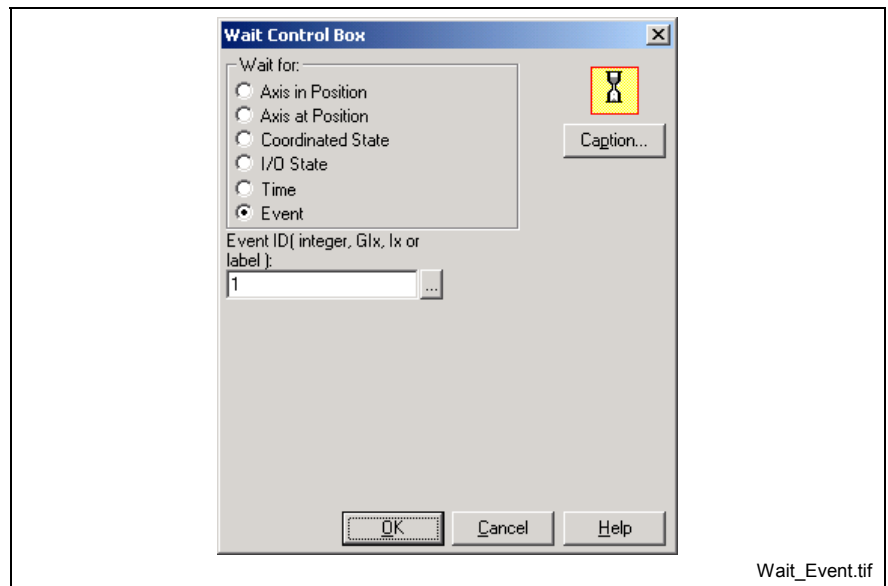 Wait Control Box
Wait for:
Axis in Position
Axis at Position
Coordinated State
Caption...
I/O State
Time
Event
Event ID( integer, GIx, Ix or
label ):
1
...
OK
Cancel
Help
Wait_Event.tif